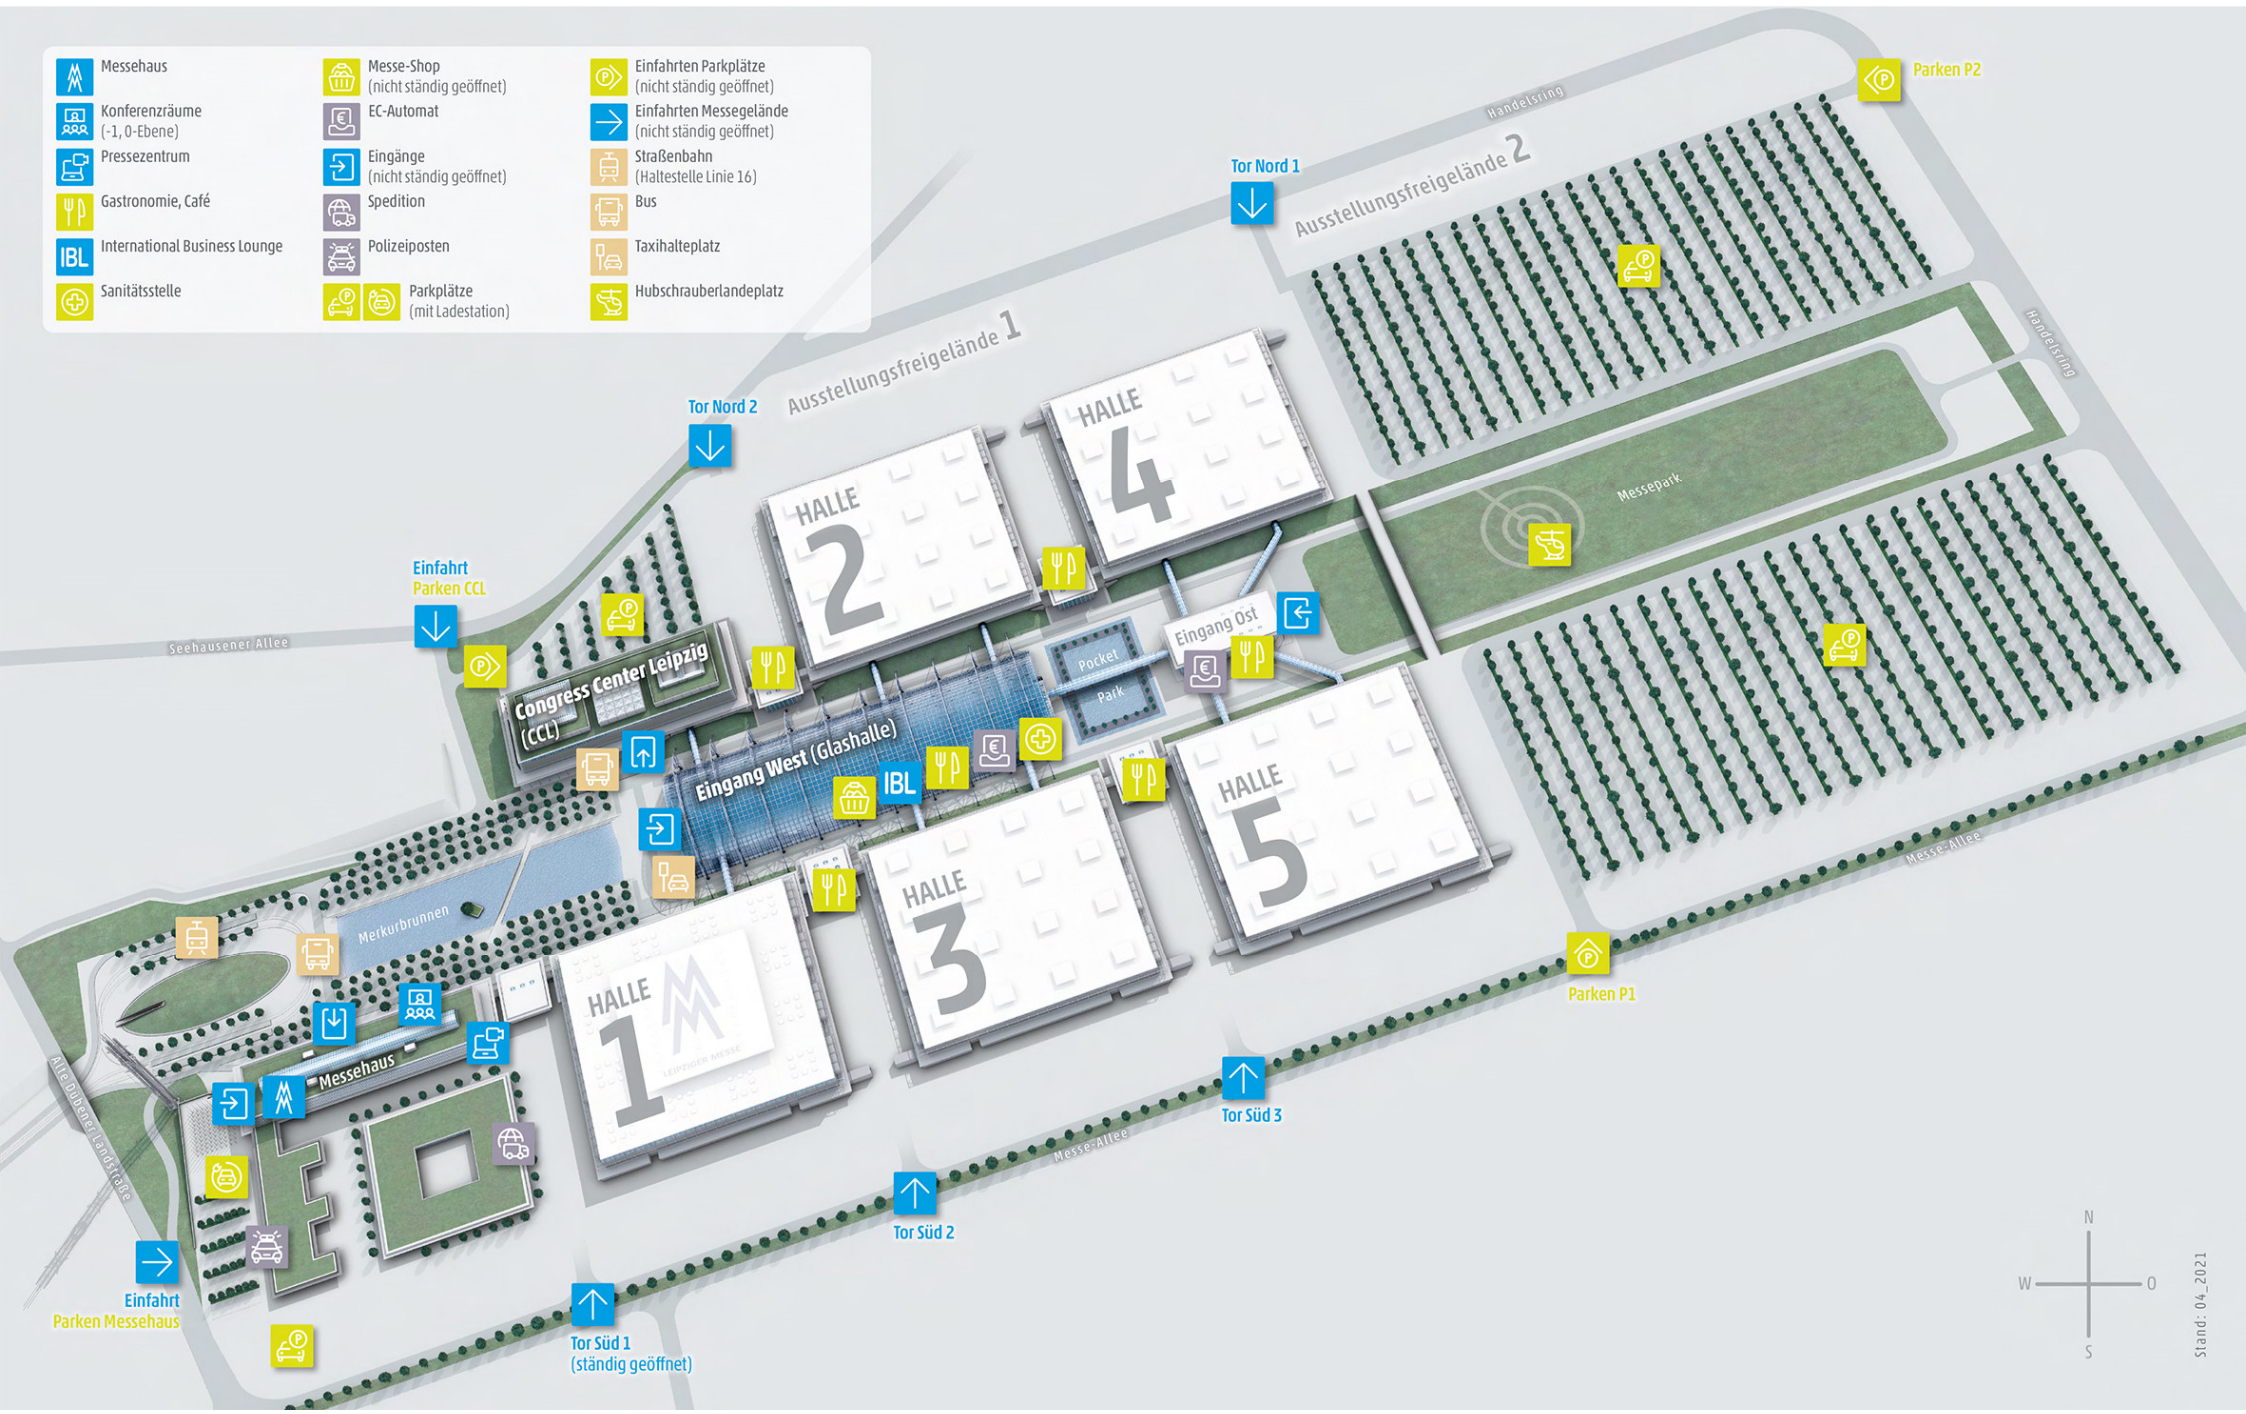 Messehaus
Konferenzräume
(-1, 0-Ebene)
Pressezentrum
Gastronomie, Café
IBL
International Business Lounge
Sanitätsstelle
Messe-Shop
(nicht ständig geöffnet)
EC-Automat
Eingänge
(nicht ständig geöffnet)
Spedition
Polizeiposten
Parkplätze
(mit Ladestation)
Einfahrten Parkplätze
(nicht ständig geöffnet)
Einfahrten Messegelände
(nicht ständig geöffnet)
Straßenbahn
(Haltestelle Linie 16)
Bus
Taxihalteplatz
Hubschrauberlandeplatz
Parken P2
Handelsring
Ausstellungsfreigelände 2
Tor Nord 1
Handelsring
Ausstellungsfreigelände 1
Tor Nord 2
HALLE
4
HALLE
2
Messepark
Einfahrt
Parken CCL
Seehausener Allee
Eingang Ost
Pocket
Park
Congress Center Leipzig
(CCL)
Eingang West (Glashalle)
IBL
HALLE
5
HALLE
3
Messe-Allee
Merkurbrunnen
HALLE
1
LEIPZIGER MESSE
Parken P1
Messehaus
Alte Dübener Landstraße
Tor Süd 3
Messe-Allee
Tor Süd 2
Einfahrt
Parken Messehaus
Tor Süd 1
(ständig geöffnet)
N
W
O
S
Stand: 04_2021